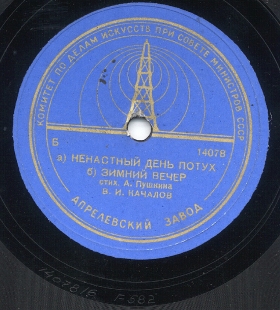 КОМИТЕТ ПО ДЕЛАМ ИСКУССТВ ПРИ СОВЕТЕ МИНИСТРОВ СССР
Б
14078
а) НЕНАСТНЫЙ ДЕНЬ ПОТУХ
б) ЗИМНИЙ ВЕЧЕР
стих. А. Пушкина
В. И. КАЧАЛОВ
АПРЕЛЕВСКИЙ ЗАВОД
F582